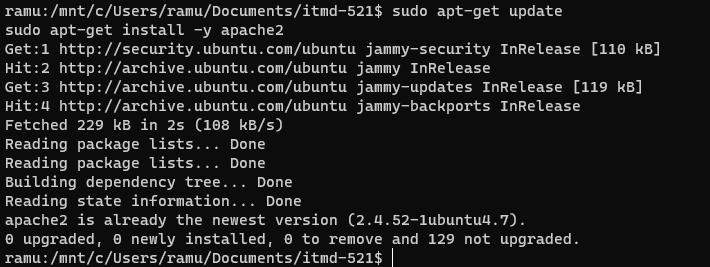 ramu:/mnt/c/Users/ramu/Documents/itmd-521$ sudo apt-get update
sudo apt-get install -y apache2
Get:1 http://security.ubuntu.com/ubuntu jammy-security InRelease [110 kB]
Hit:2 http://archive.ubuntu.com/ubuntu jammy InRelease
Get:3 http://archive.ubuntu.com/ubuntu jammy-updates InRelease [119 kB]
Hit:4 http://archive.ubuntu.com/ubuntu jammy-backports InRelease
Fetched 229 kB in 2s (108 kB/s)
Reading package lists... Done
Reading package lists... Done
Building dependency tree... Done
Reading state information... Done
apache2 is already the newest version (2.4.52-1ubuntu4.7).
0 upgraded, 0 newly installed, 0 to remove and 129 not upgraded.
ramu:/mnt/c/Users/ramu/Documents/itmd-521$